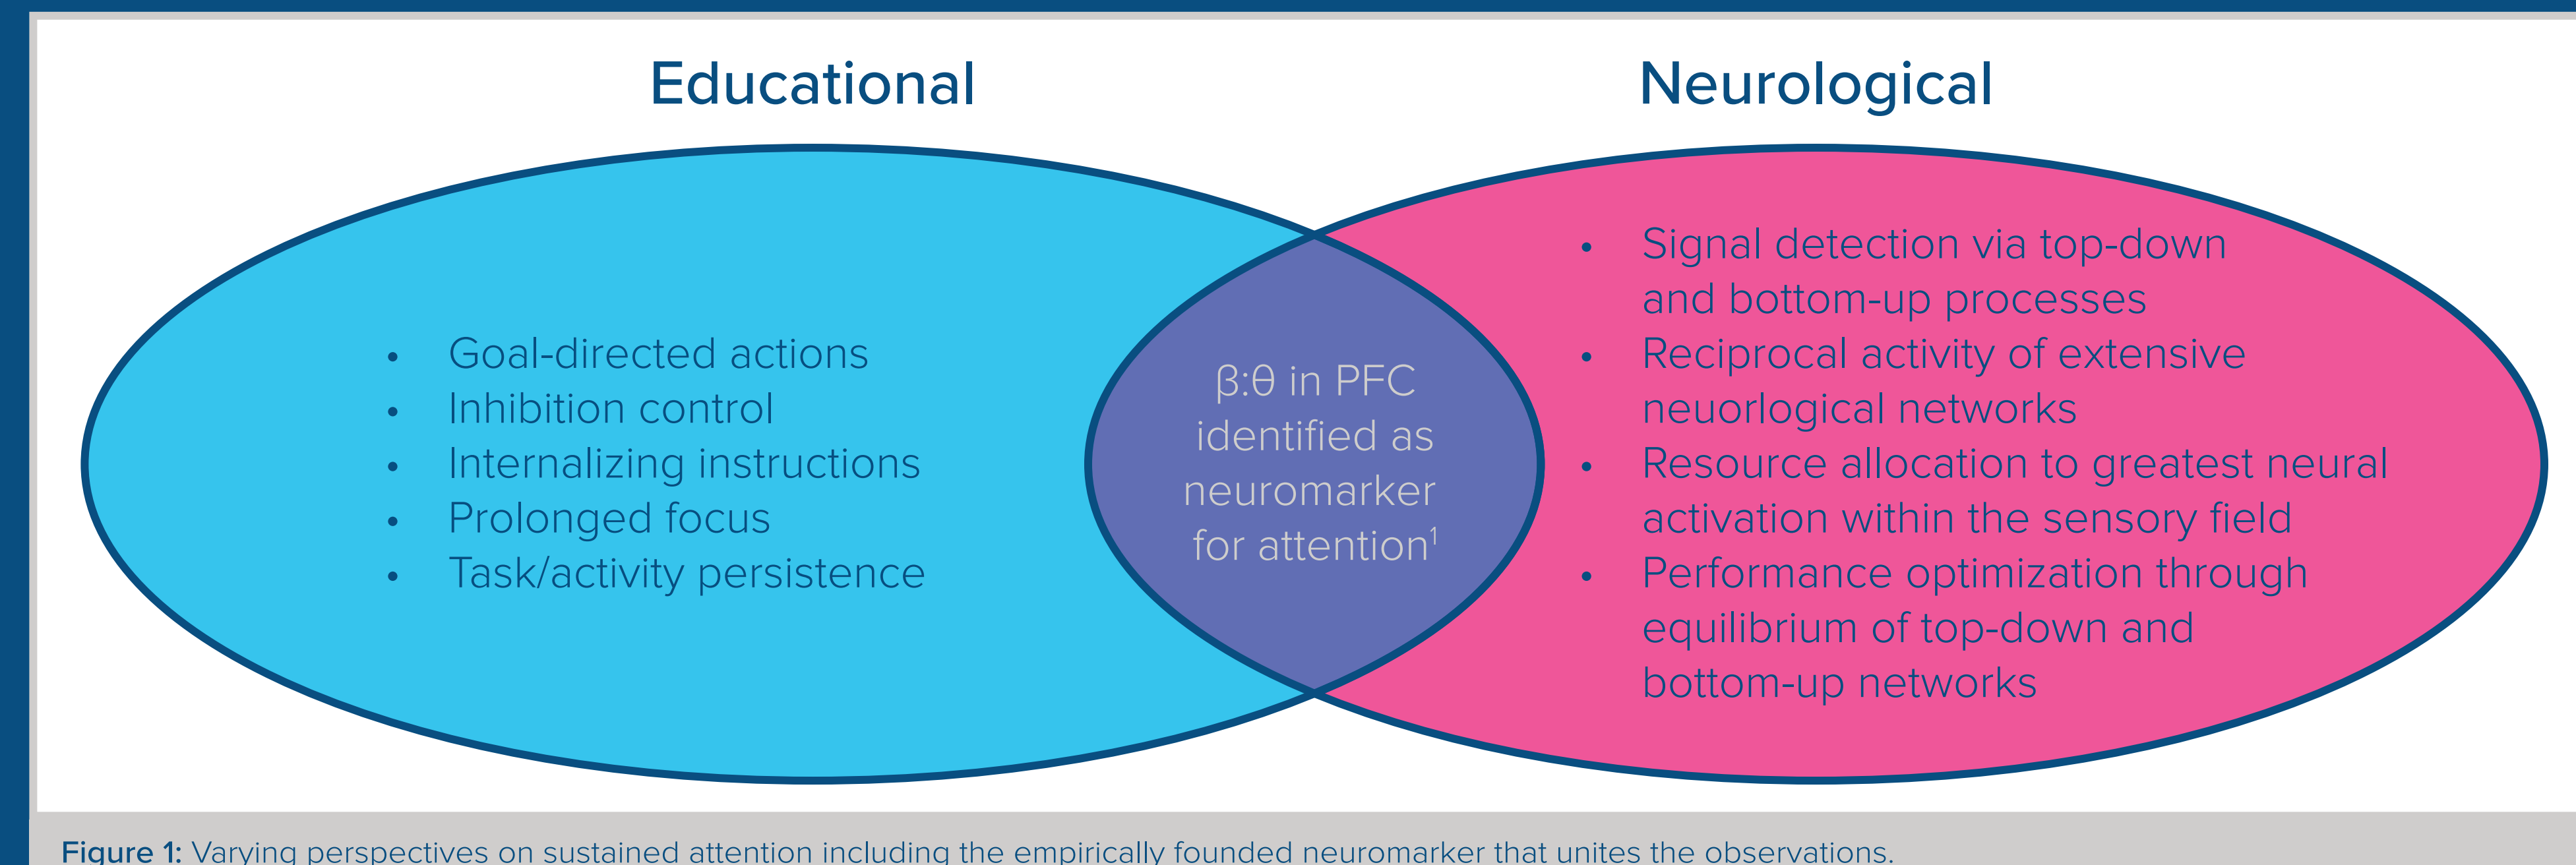 Educational
Neurological
• Goal-directed actions
• Inhibition control
• Internalizing instructions
• Prolonged focus
• Task/activity persistence
β:θ in PFC
identified as
neuromarker
for attention¹
• Signal detection via top-down
and bottom-up processes
• Reciprocal activity of extensive
neuorlogical networks
• Resource allocation to greatest neural
activation within the sensory field
• Performance optimization through
equilibrium of top-down and
bottom-up networks
Figure 1: Varying perspectives on sustained attention including the empirically founded neuromarker that unites the observations.